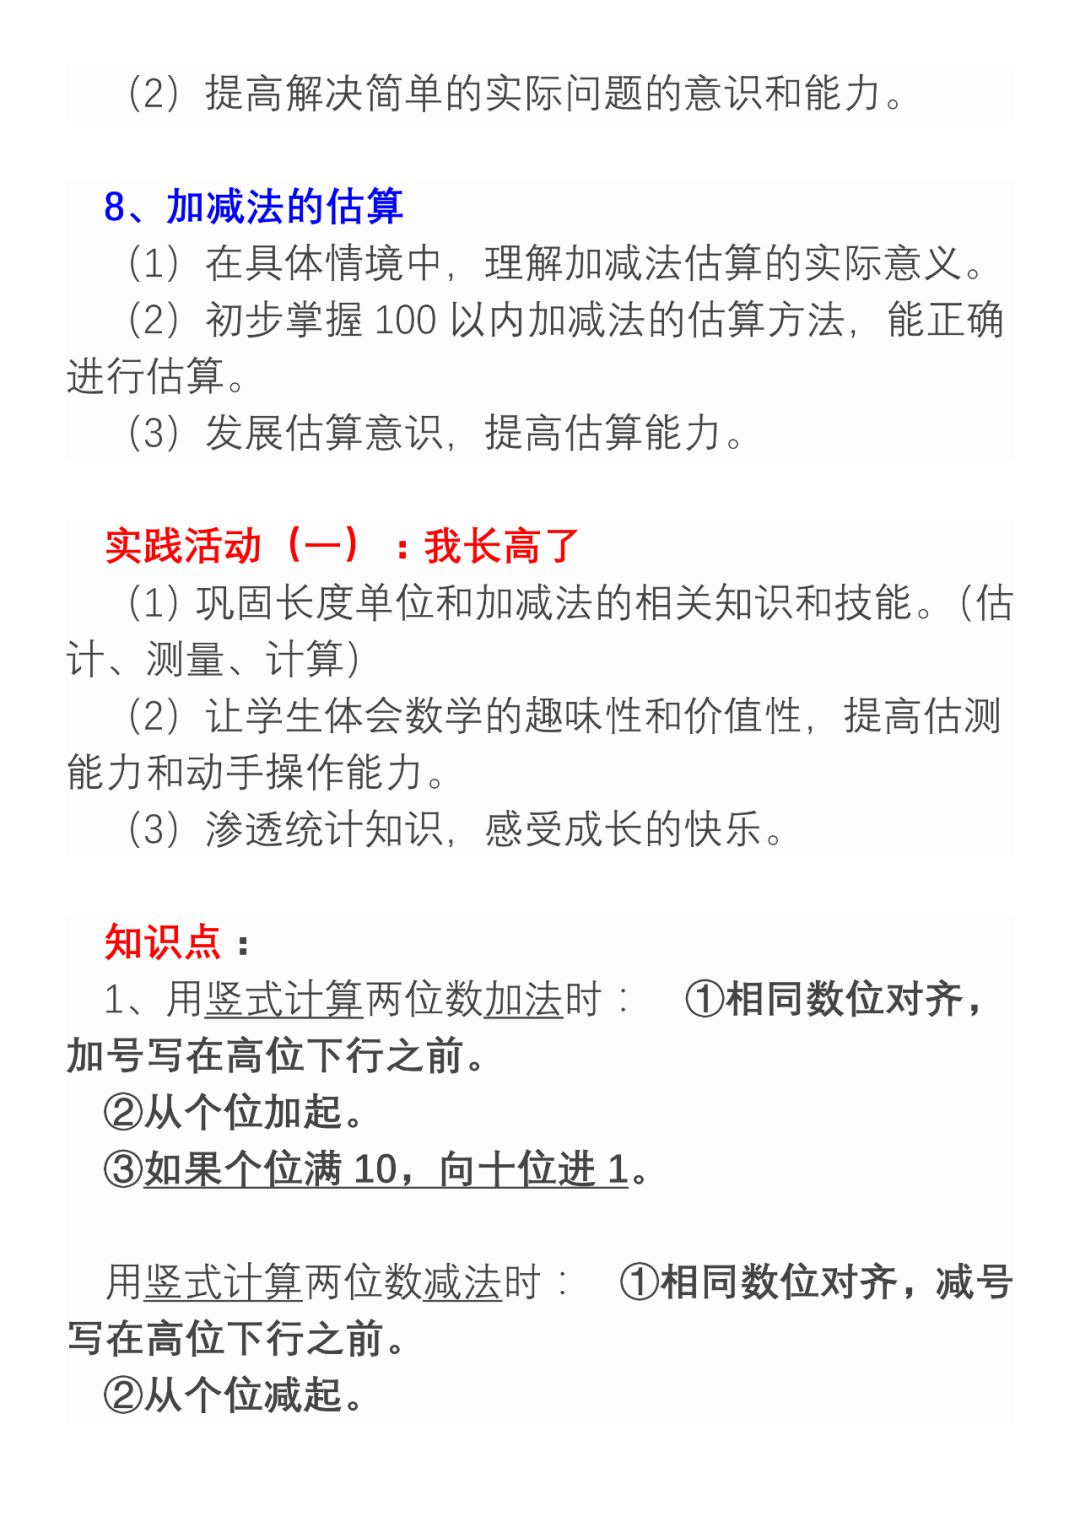 （2）提高解决简单的实际问题的意识和能力。
8、加减法的估算
（1）在具体情境中，理解加减法估算的实际意义。
（2）初步掌握 100 以内加减法的估算方法，能正确
进行估算。
（3）发展估算意识，提高估算能力。
实践活动（一）：我长高了
（1）巩固长度单位和加减法的相关知识和技能。（估
计、测量、计算）
（2）让学生体会数学的趣味性和价值性，提高估测
能力和动手操作能力。
（3）渗透统计知识，感受成长的快乐。
知识点：
1、用竖式计算两位数加法时： ①相同数位对齐，
加号写在高位下行之前。
②从个位加起。
③如果个位满 10，向十位进 1。
用竖式计算两位数减法时： ①相同数位对齐，减号
写在高位下行之前。
②从个位减起。